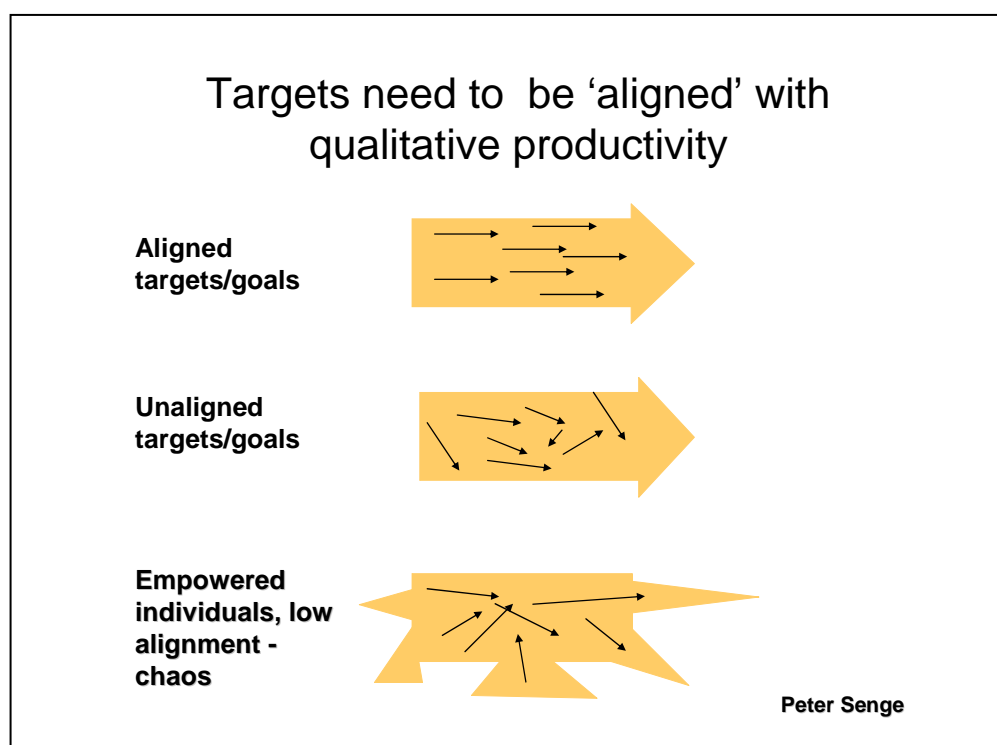 Targets need to  be ‘aligned’ with
qualitative productivity
Aligned
targets/goals
Unaligned
targets/goals
Empowered
individuals, low
alignment -
chaos
Peter Senge